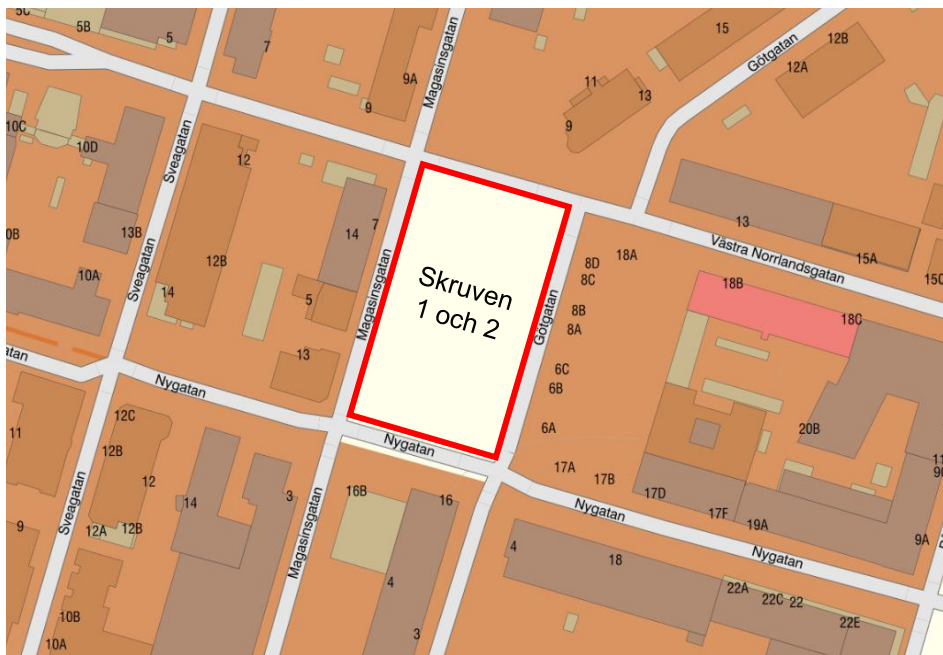 5C
5B
5
7
9A
9
Magasinsgatan
15
Götgatan
12B
12A
11
13
9
10C
10D
Sveagatan
12
13B
0B
10A
12B
14
Sveagatan
7
14
5
13
Magasinsgatan
Skruven
1 och 2
Götgatan
8D
8C
18A
8B
8A
6C
6B
6A
13
Västra Norrlandsgatan
15A
15C
18B
18C
20B
atan
Nygatan
Nygatan
11
12C
12B
12
14
3
Sveagatan
9
12A
12B
10B
10A
Magasinsgatan
16B
16
4
3
17A
17B
17D
17F
19A
Nygatan
Nygatan
9A
11
4
18
22A
22C
22
22E